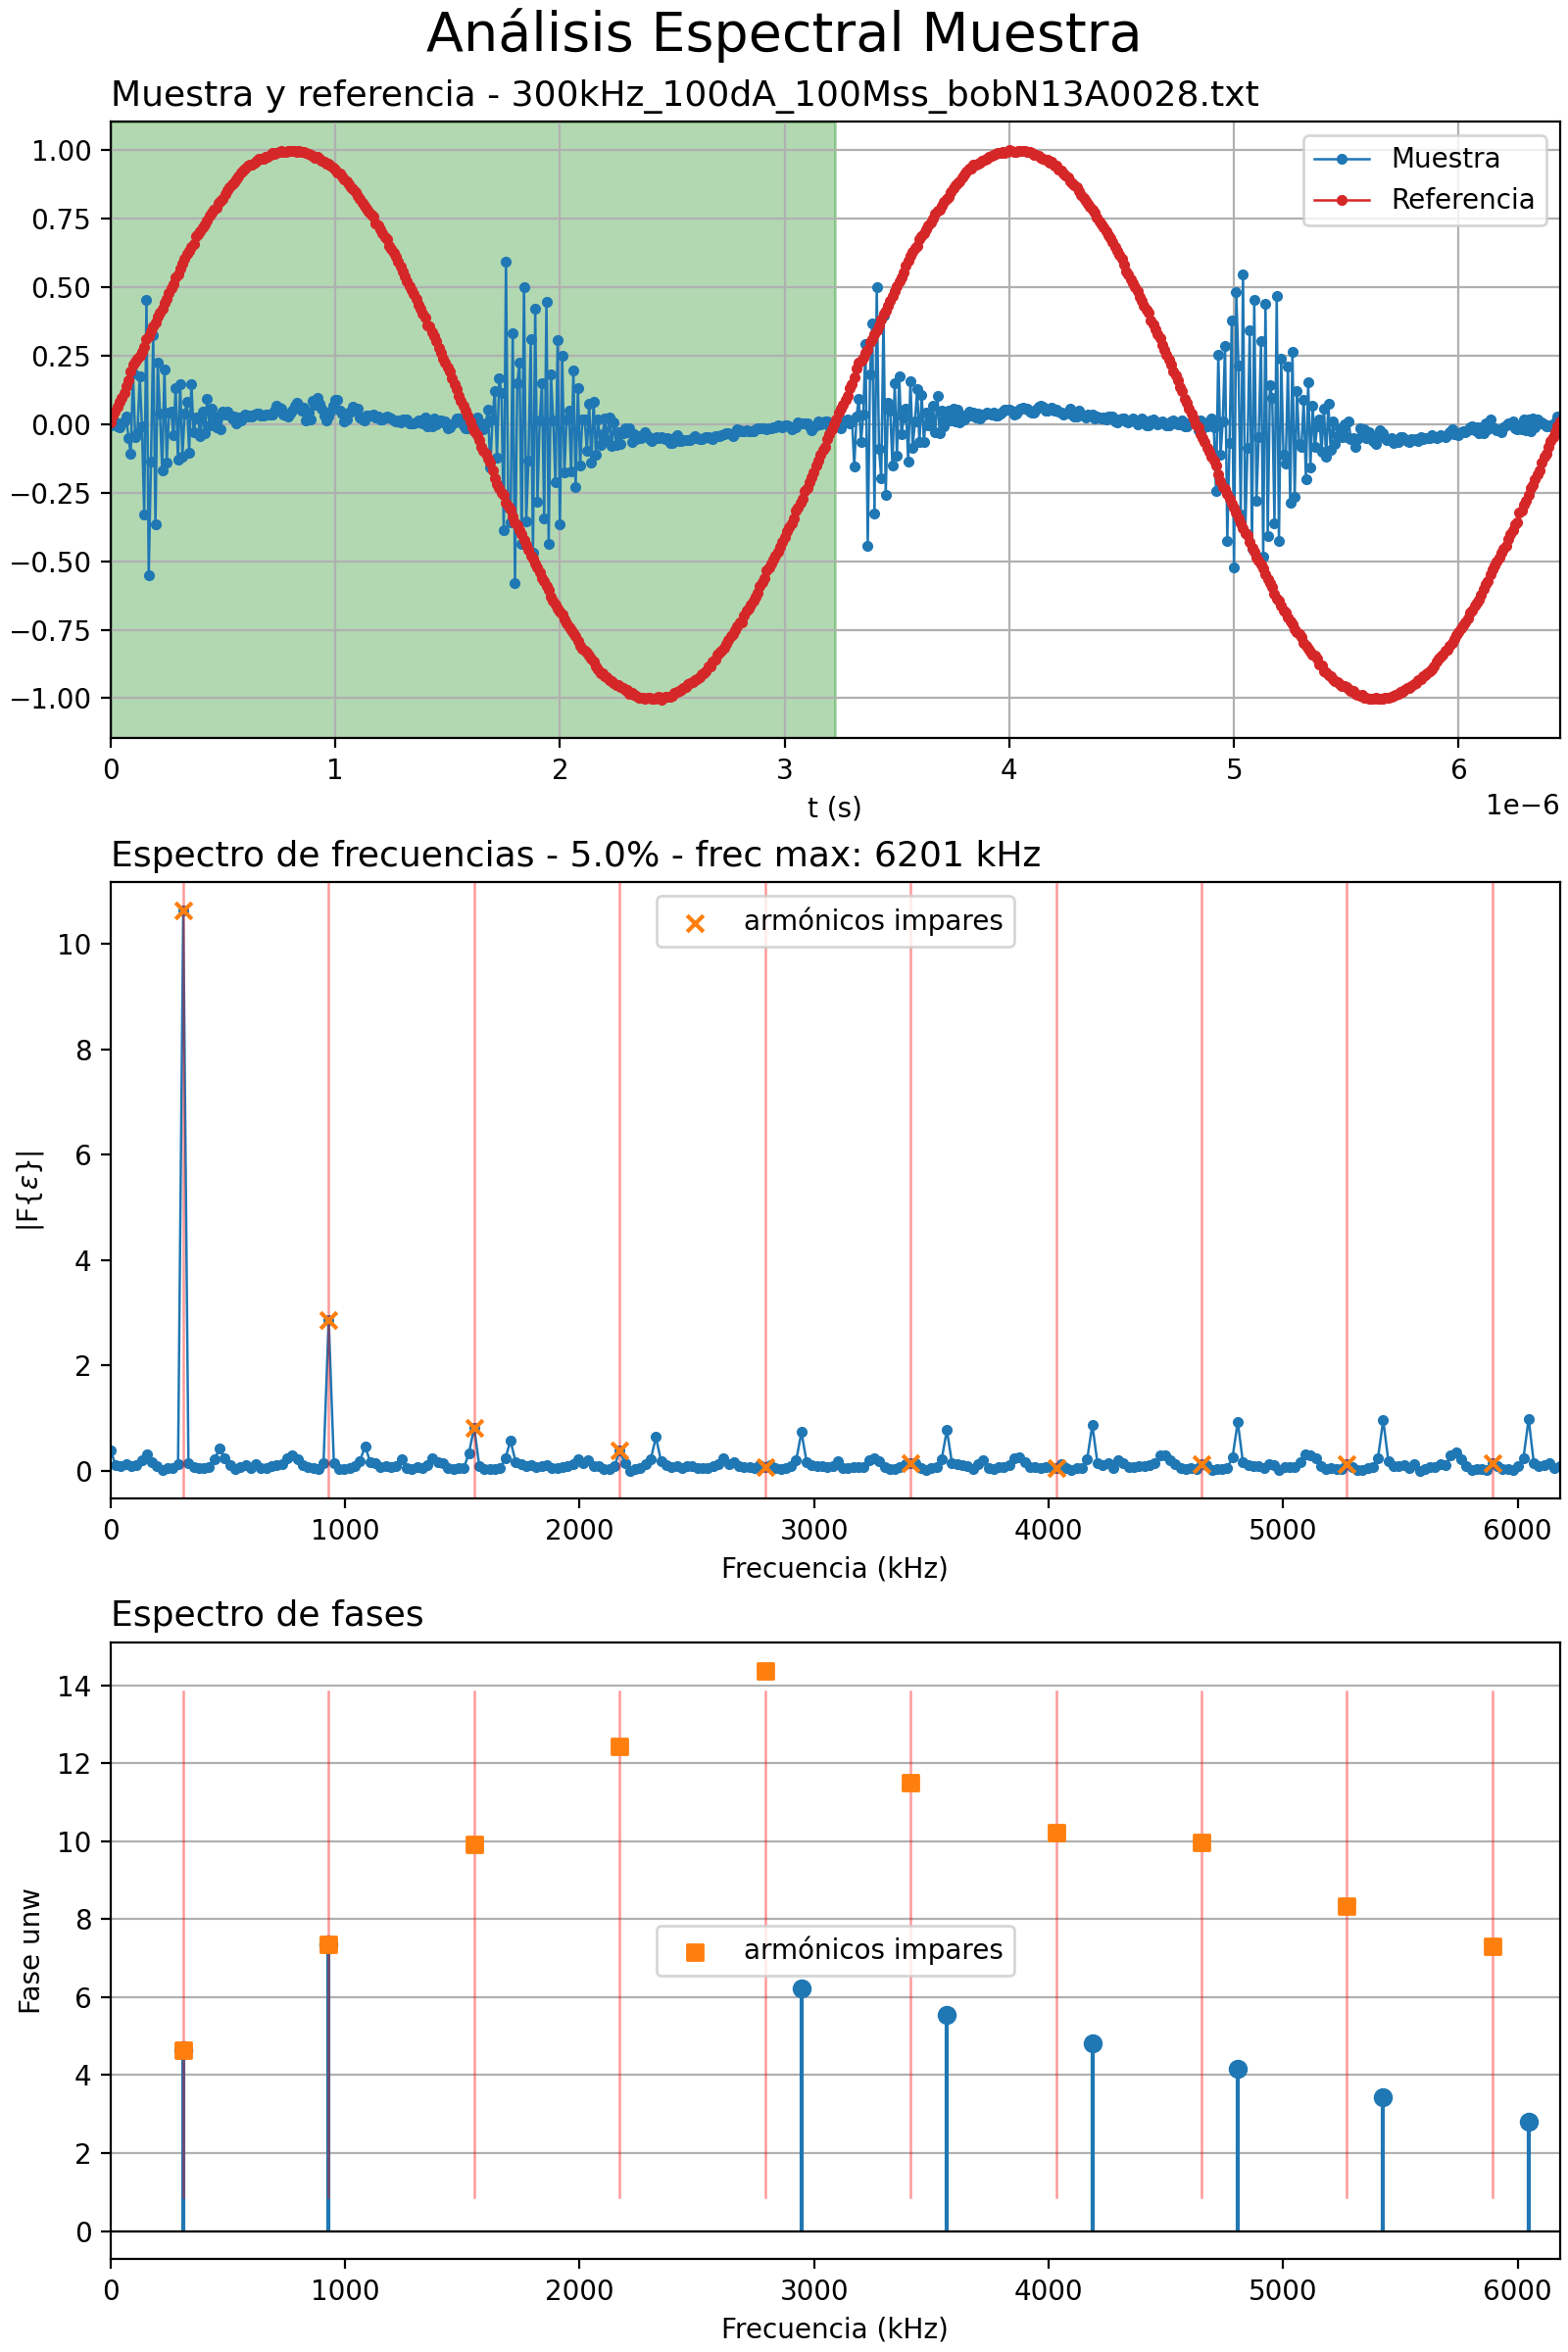 Análisis Espectral Muestra
Muestra y referencia - 300kHz_100dA_100Mss_bobN13A0028.txt
1.00
0.75
0.50
0.25
0.00
−0.25
−0.50
−0.75
−1.00
Muestra
Referencia
0 1 2 3 4 5 6
1e−6
t (s)
Espectro de frecuencias - 5.0% - frec max: 6201 kHz
armónicos impares
10
8
6
4
2
0
|F{ε}|
0 1000 2000 3000 4000 5000 6000
Frecuencia (kHz)
Espectro de fases
14
12
10
8
6
4
2
0
Fase unw
armónicos impares
0 1000 2000 3000 4000 5000 6000
Frecuencia (kHz)